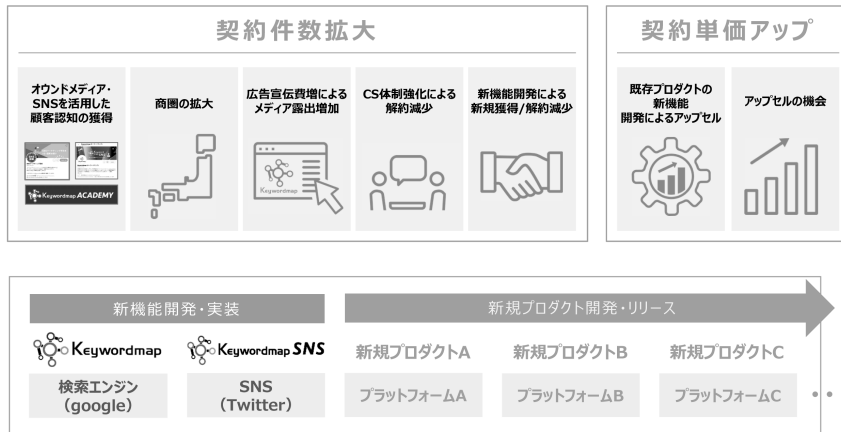 契約件数拡大
オウンドメディア・
SNSを活用した
顧客認知の獲得
Keywordmap ACADEMY
商圏の拡大
広告宣伝費増による
メディア露出増加
Keywordmap
CS体制強化による
解約減少
新機能開発による
新規獲得/解約減少
契約単価アップ
既存プロダクトの
新機能
開発によるアップセル
アップセルの機会
新機能開発・実装
新規プロダクト開発・リリース
Keywordmap
Keywordmap SNS
新規プロダクトA
新規プロダクトB
新規プロダクトC
検索エンジン
(google)
SNS
(Twitter)
プラットフォームA
プラットフォームB
プラットフォームC